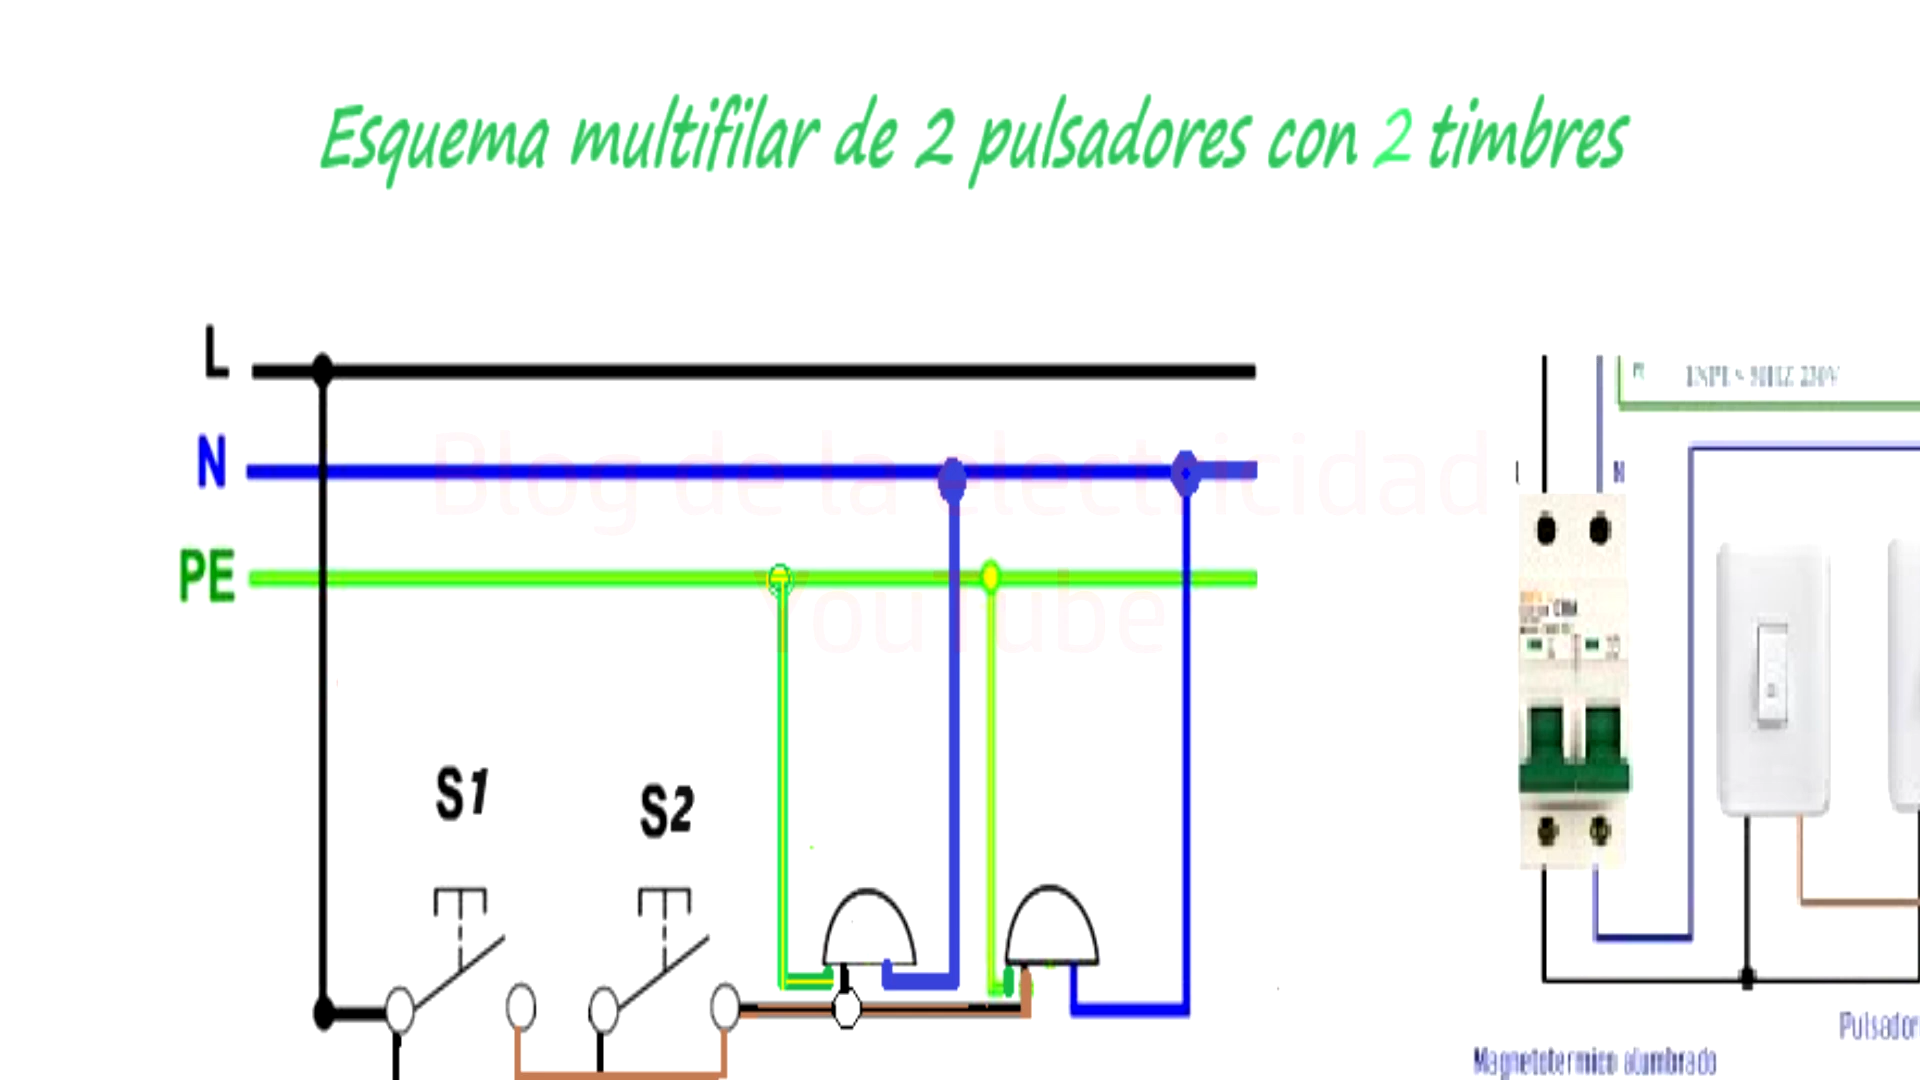 Esquema multifilar de 2 pulsadores con 2 timbres
L
N
PE
Blog de la electricidad
YouTube
S1
S2
N
Pulsador
Magnetotermico alumbrado